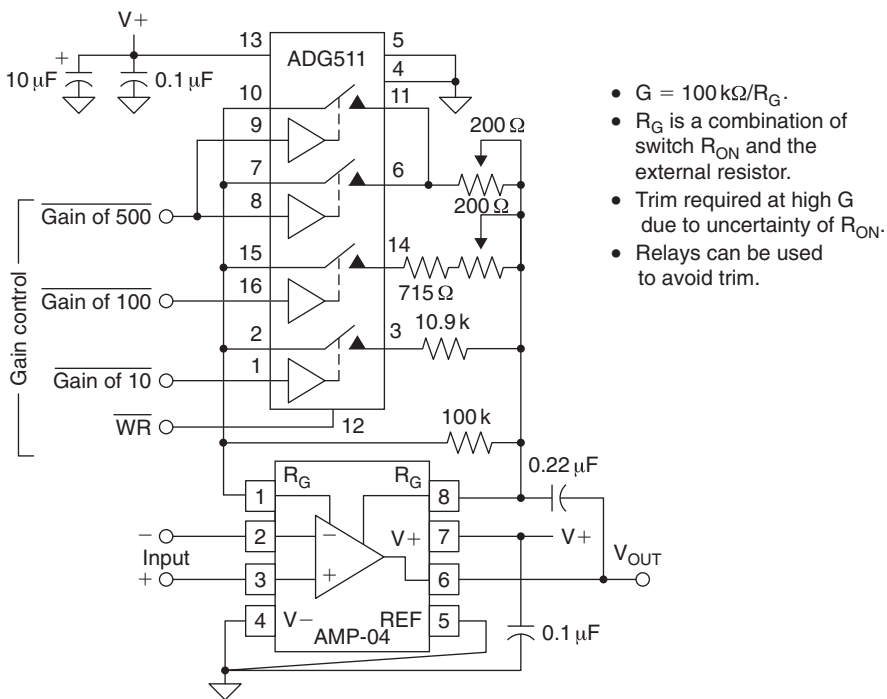 V+
13
ADG511
5
4
+
10 µF
0.1 µF
10
11
9
200 Ω
7
6
Gain of 500
8
200 Ω
15
14
Gain of 100
16
715 Ω
2
3
10.9 k
Gain of 10
1
WR
12
100 k
Gain control
• G = 100 kΩ/R_G.
• R_G is a combination of
switch R_ON and the
external resistor.
• Trim required at high G
due to uncertainty of R_ON.
• Relays can be used
to avoid trim.
R_G
R_G
1
8
0.22 µF
−
2
−
V+
7
V+
Input
V_OUT
+
3
+
6
4
V−
REF
5
AMP-04
0.1 µF